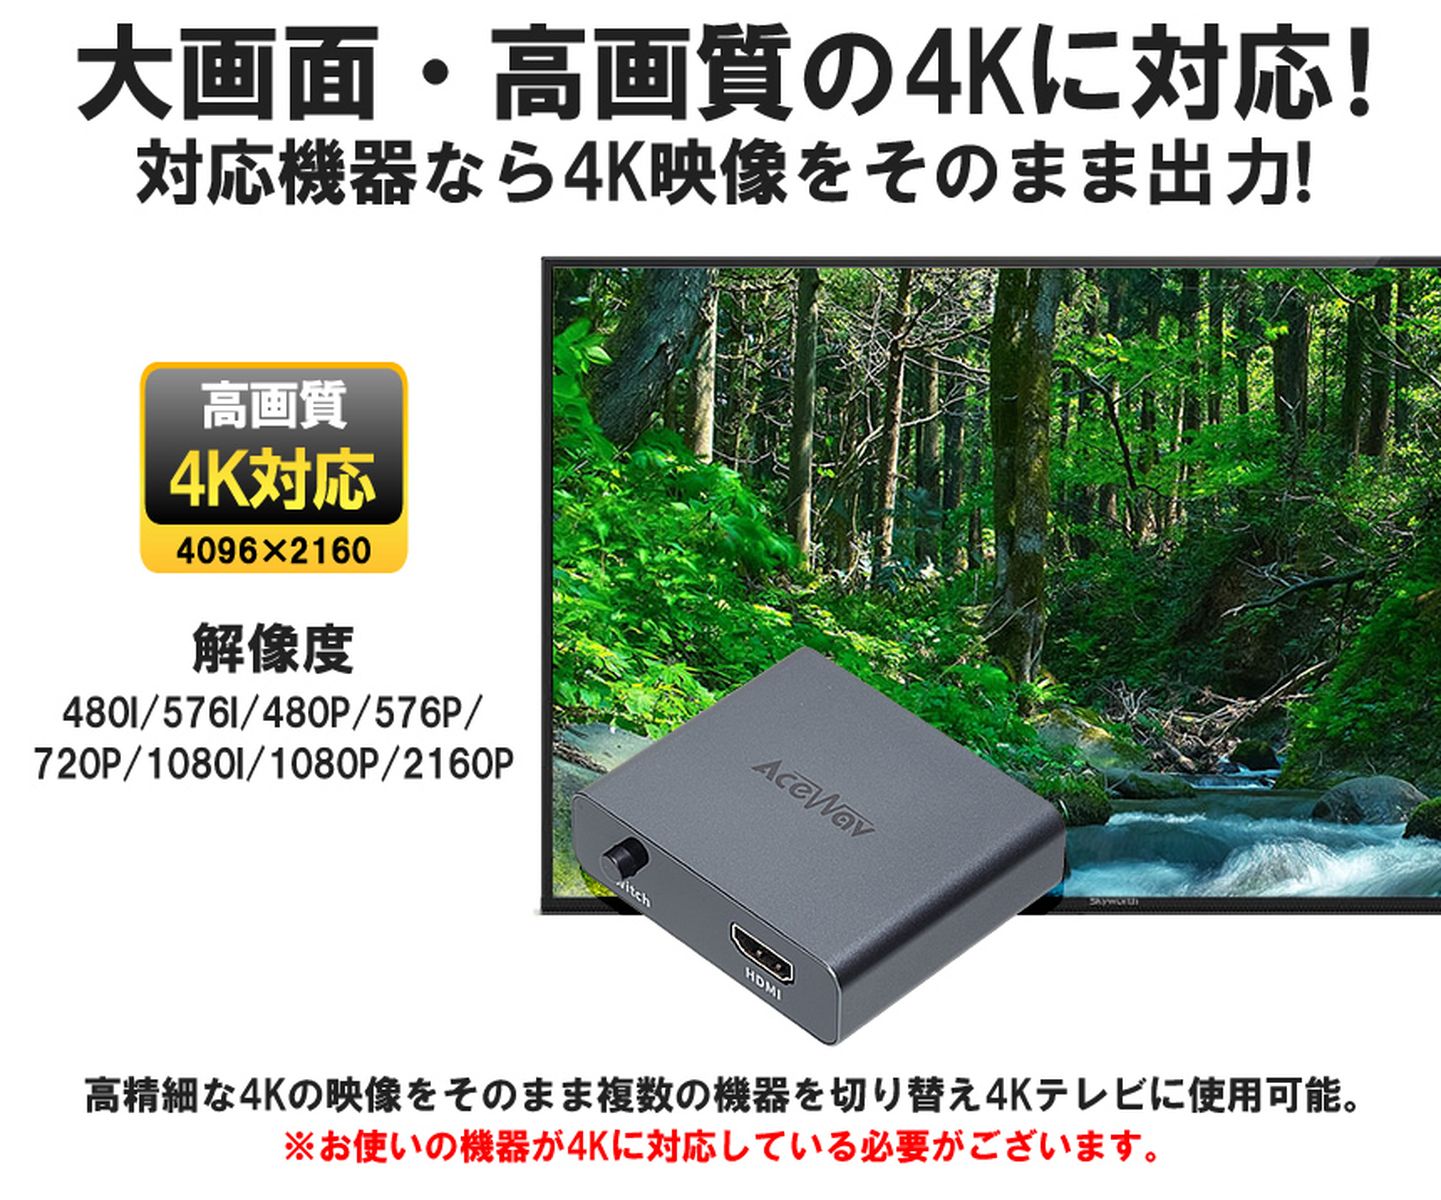 大画面・高画質の4Kに対応!
対応機器なら4K映像をそのまま出力!
高画質
4K対応
4096×2160
解像度
480I/576I/480P/576P/
720P/1080I/1080P/2160P
AceWav
witch
HDMI
Skyworth
高精細な4Kの映像をそのまま複数の機器を切り替え4Kテレビに使用可能。
※お使いの機器が4Kに対応している必要がございます。